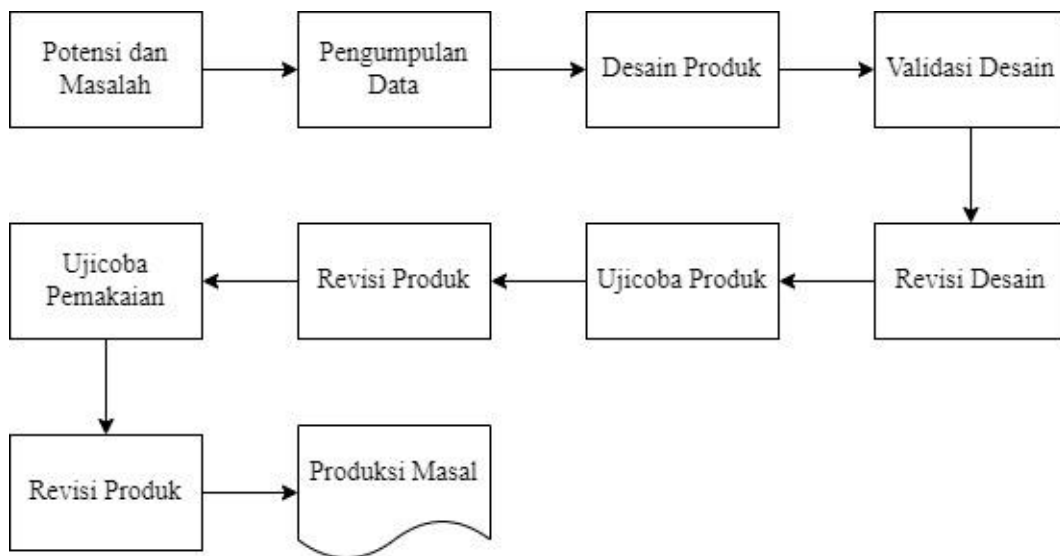 Potensi dan
Masalah
Pengumpulan
Data
Desain Produk
Validasi Desain
Revisi Desain
Ujicoba Produk
Revisi Produk
Ujicoba
Pemakaian
Revisi Produk
Produksi Masal